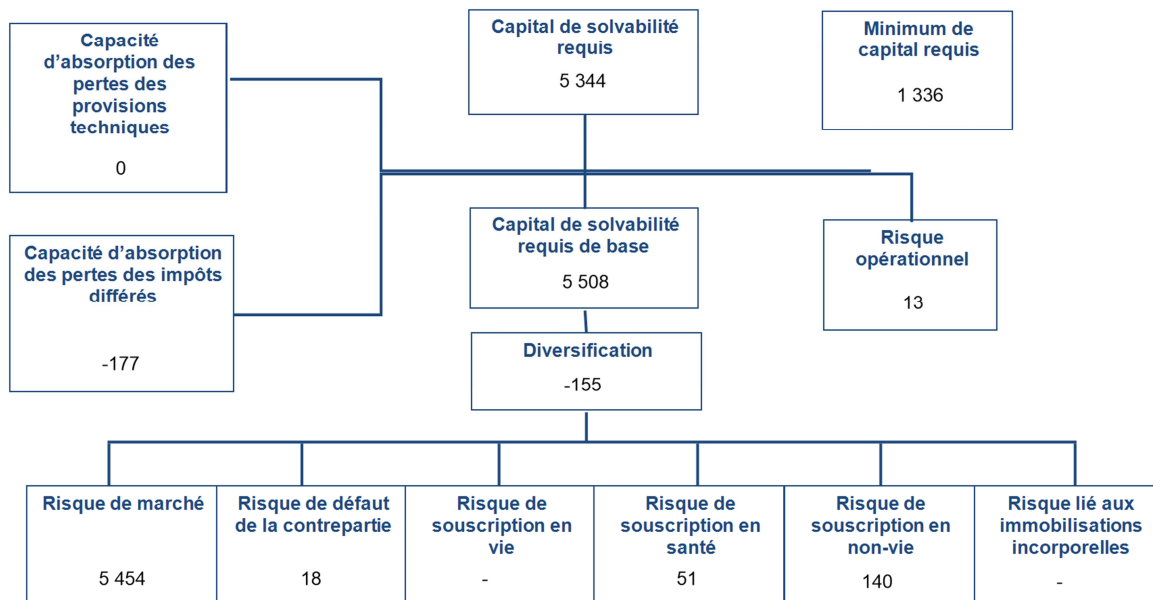 Capacité
d'absorption des
pertes des
provisions
techniques
0
Capital de solvabilité
requis
5 344
Minimum de
capital requis
1 336
Capacité d'absorption
des pertes des impôts
différés
-177
Capital de solvabilité
requis de base
5 508
Risque
opérationnel
13
Diversification
-155
Risque de marché
5 454
Risque de défaut
de la contrepartie
18
Risque de
souscription en
vie
-
Risque de
souscription en
santé
51
Risque de
souscription en
non-vie
140
Risque lié aux
immobilisations
incorporelles
-